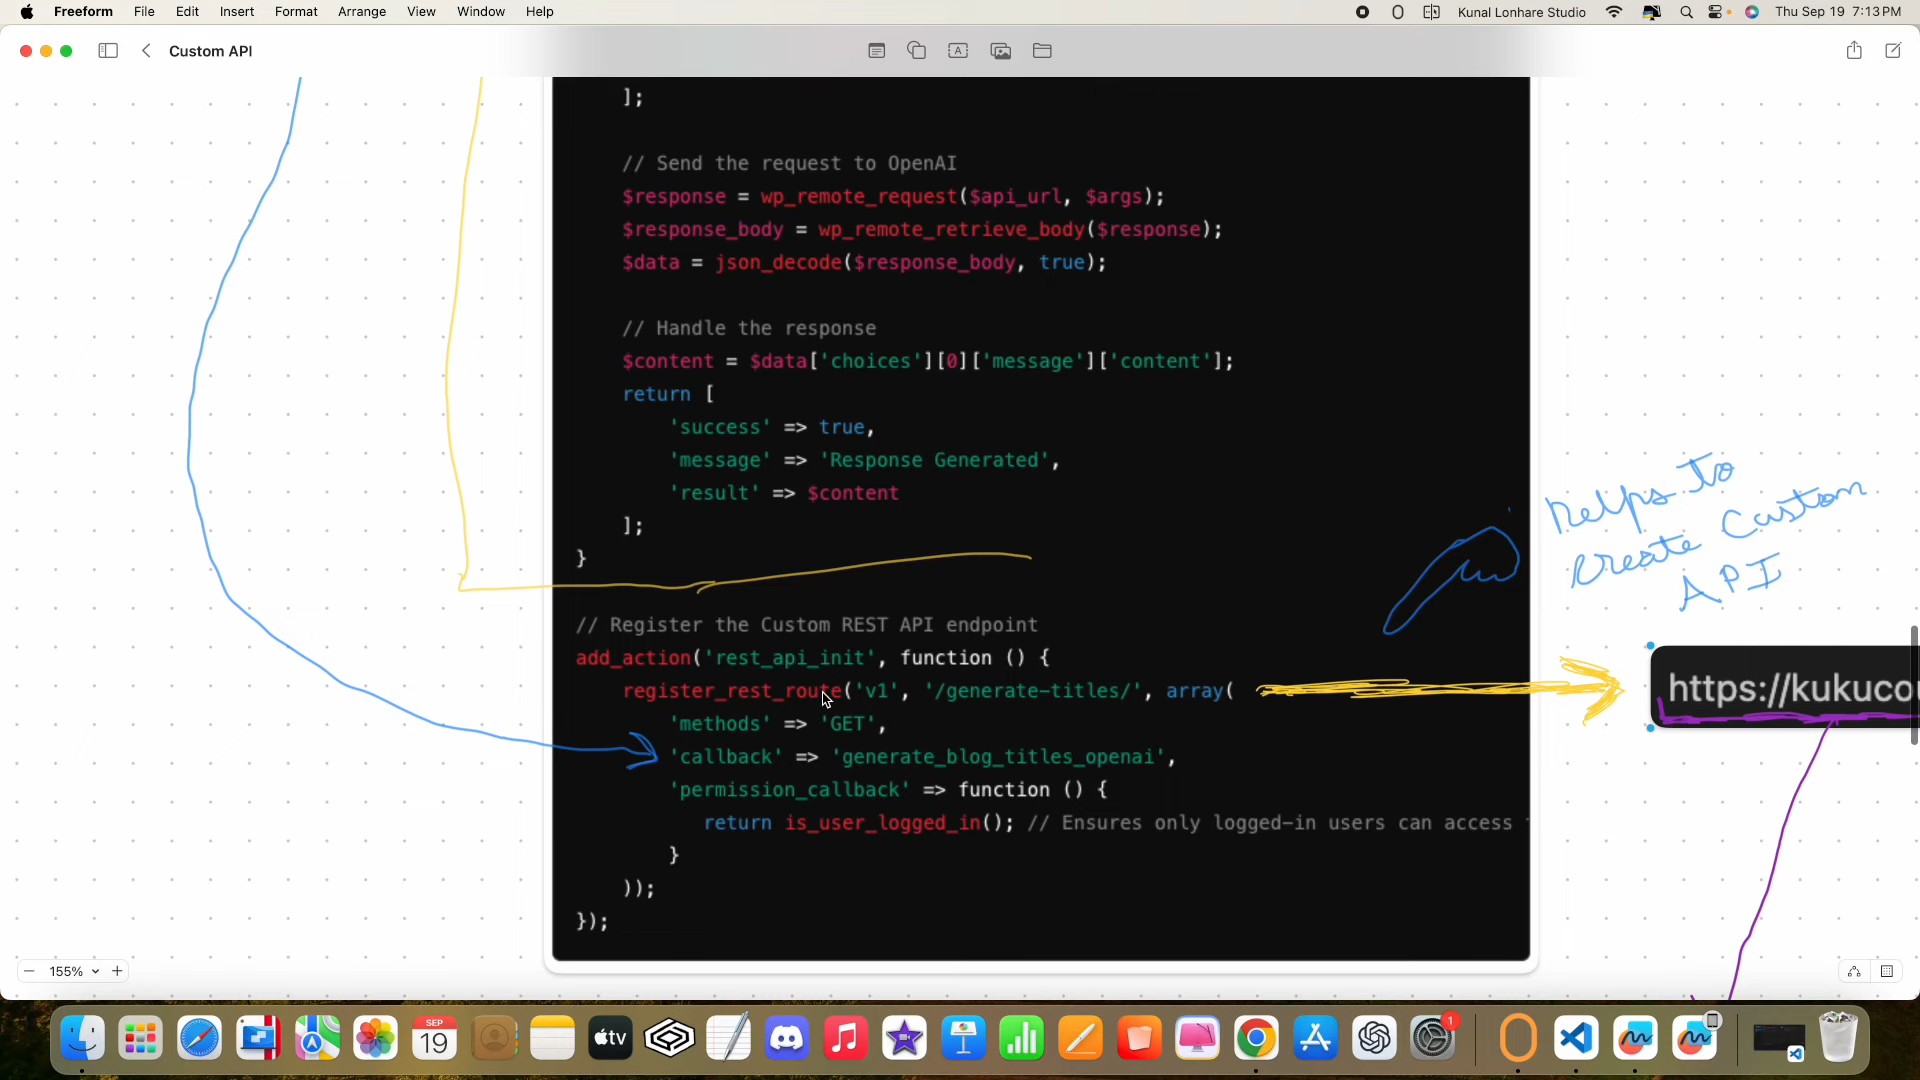 Freeform File Edit Insert Format Arrange View Window Help Kunal Lonhare Studio Thu Sep 19 7:13 PM
Custom API
];
// Send the request to OpenAI
$response = wp_remote_request($api_url, $args);
$response_body = wp_remote_retrieve_body($response);
$data = json_decode($response_body, true);
// Handle the response
$content = $data['choices'][0]['message']['content'];
return [
'success' => true,
'message' => 'Response Generated',
'result' => $content
];
}
helps to
create Custom
API
// Register the Custom REST API endpoint
add_action('rest_api_init', function () {
register_rest_route('v1', '/generate-titles/', array(
https://kukucou
'methods' => 'GET',
'callback' => 'generate_blog_titles_openai',
'permission_callback' => function () {
return is_user_logged_in(); // Ensures only logged-in users can access
}
));
});
155%
SEP
19
tv
1